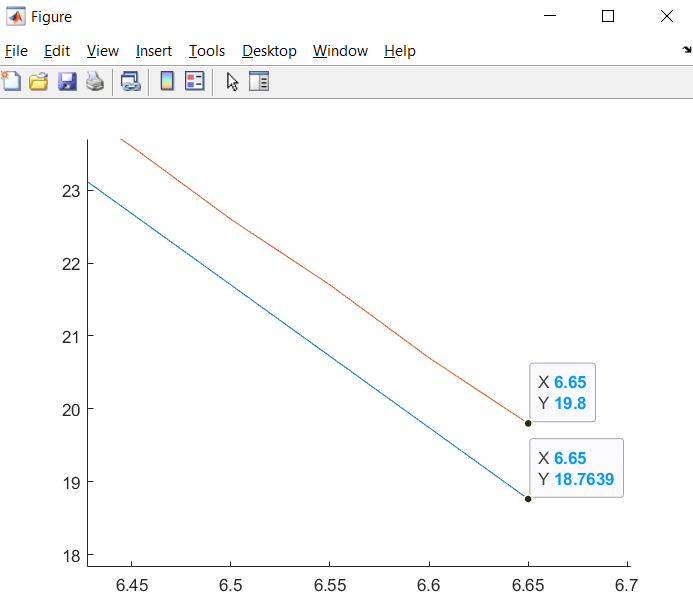 Figure
File Edit View Insert Tools Desktop Window Help
23
22
21
20
19
18
X 6.65
Y 19.8
X 6.65
Y 18.7639
6.45 6.5 6.55 6.6 6.65 6.7